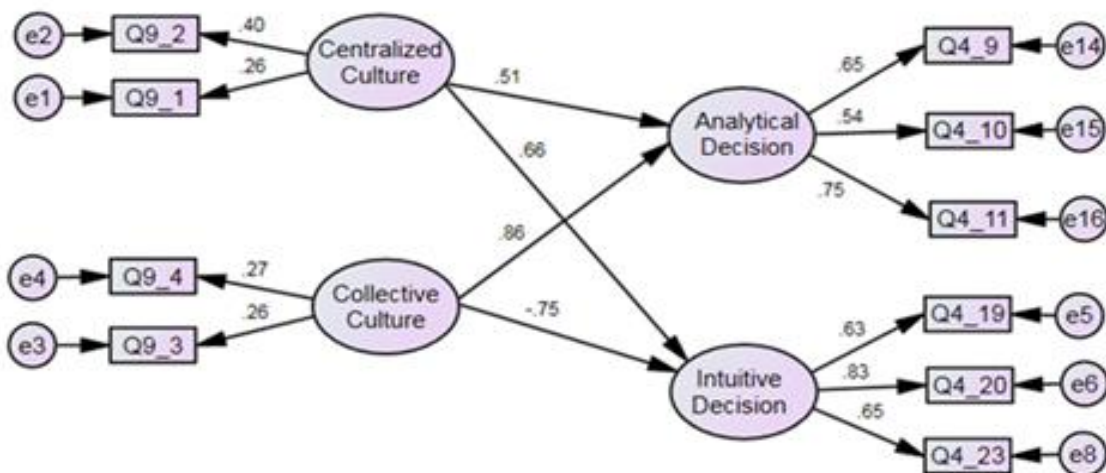 e2
Q9_2
.40
Centralized
Culture
e1
Q9_1
.26
.51
.66
Analytical
Decision
.65
Q4_9
e14
.54
Q4_10
e15
.75
Q4_11
e16
e4
Q9_4
.27
Collective
Culture
e3
Q9_3
.26
.86
-.75
Intuitive
Decision
.63
Q4_19
e5
.83
Q4_20
e6
.65
Q4_23
e8